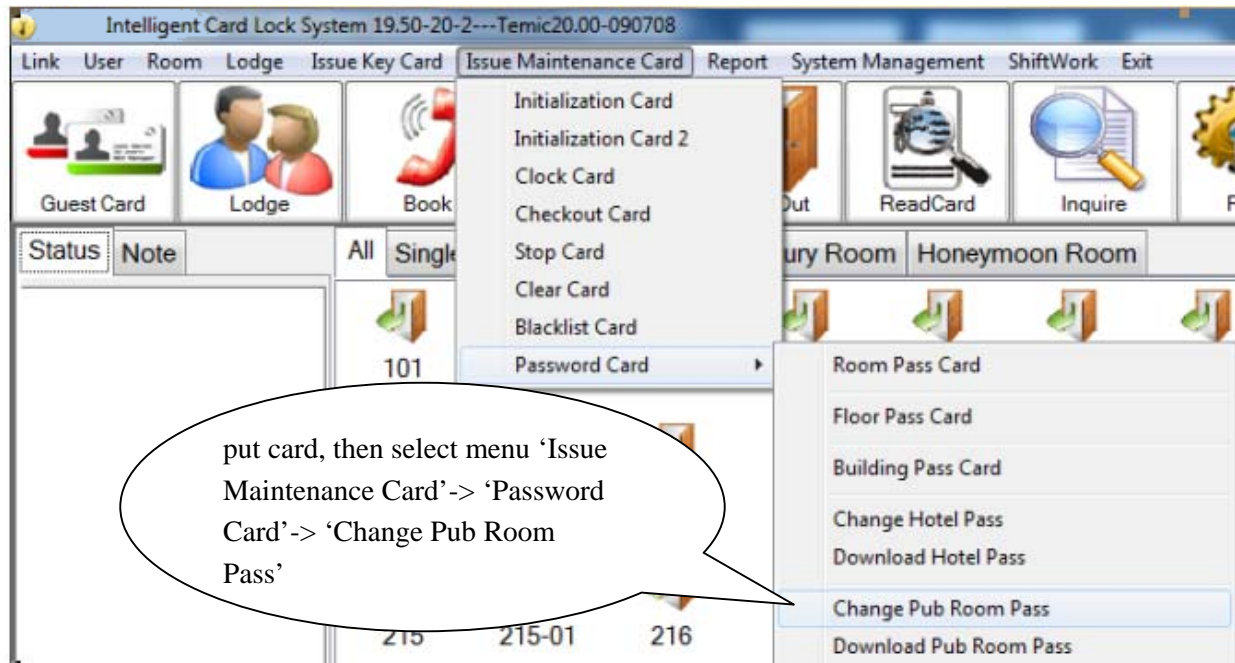 Intelligent Card Lock System 19.50-20-2---Temic20.00-090708
Link User Room Lodge Issue Key Card Issue Maintenance Card Report System Management ShiftWork Exit
Initialization Card
Initialization Card 2
Clock Card
Checkout Card
Stop Card
Clear Card
Blacklist Card
Password Card
Guest Card Lodge Book Out ReadCard Inquire
Status Note All Single ury Room Honeymoon Room
101
Room Pass Card
Floor Pass Card
Building Pass Card
Change Hotel Pass
Download Hotel Pass
Change Pub Room Pass
Download Pub Room Pass
put card, then select menu ‘Issue
Maintenance Card’-> ‘Password
Card’-> ‘Change Pub Room
Pass’
215 215-01 216